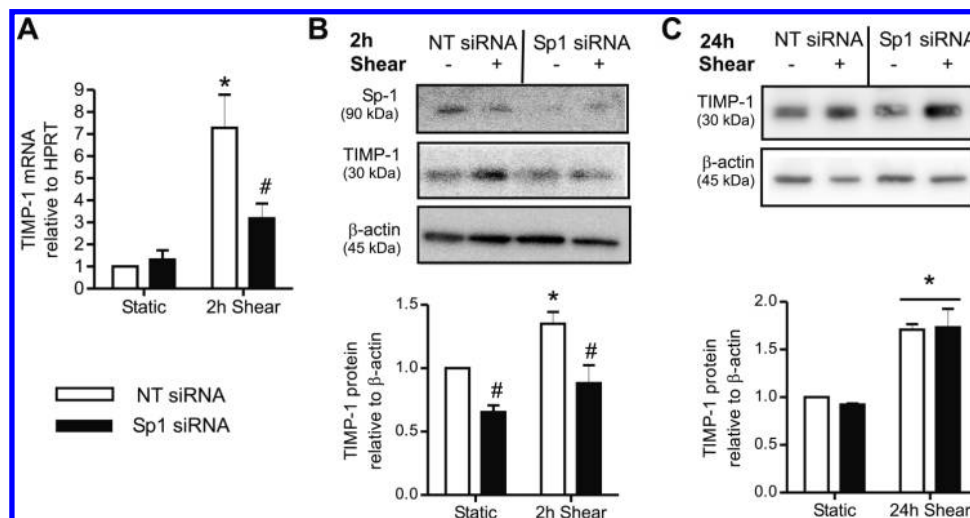 A
TIMP-1 mRNA
relative to HPRT
9
8
7
6
5
4
3
2
1
0
*
#
Static
2h Shear
NT siRNA
Sp1 siRNA
B
2h
Shear
NT siRNA
Sp1 siRNA
- + - +
Sp-1
(90 kDa)
TIMP-1
(30 kDa)
β-actin
(45 kDa)
TIMP-1 protein
relative to β-actin
1.5
1.0
0.5
0.0
#
*
#
Static
2h Shear
C
24h
Shear
NT siRNA
Sp1 siRNA
- + - +
TIMP-1
(30 kDa)
β-actin
(45 kDa)
TIMP-1 protein
relative to β-actin
2.0
1.5
1.0
0.5
0.0
*
Static
24h Shear